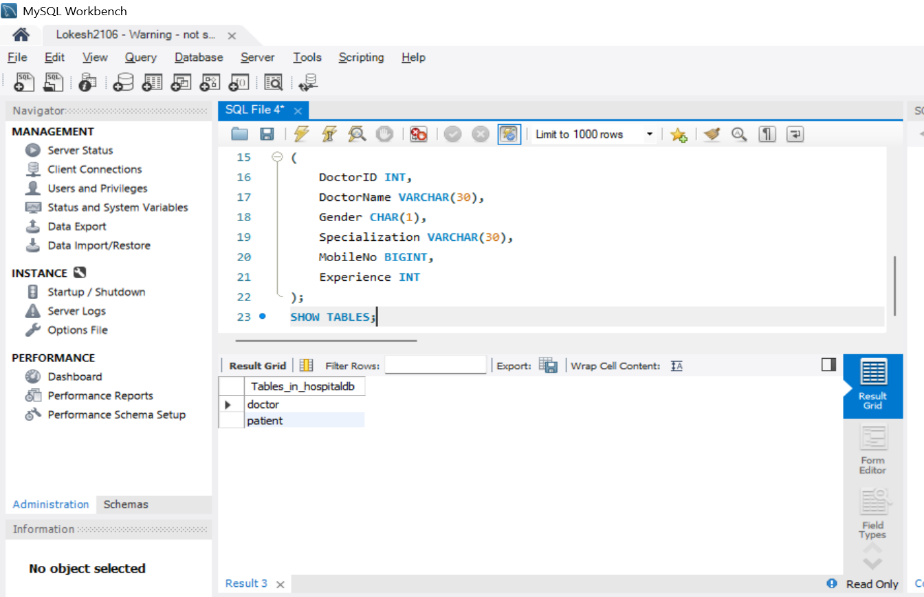 MySQL Workbench
Lokesh2106 - Warning - not s...
File Edit View Query Database Server Tools Scripting Help
Navigator
MANAGEMENT
Server Status
Client Connections
Users and Privileges
Status and System Variables
Data Export
Data Import/Restore
INSTANCE
Startup / Shutdown
Server Logs
Options File
PERFORMANCE
Dashboard
Performance Reports
Performance Schema Setup
Administration Schemas
Information
No object selected
SQL File 4*
Limit to 1000 rows
15 (
16 DoctorID INT,
17 DoctorName VARCHAR(30),
18 Gender CHAR(1),
19 Specialization VARCHAR(30),
20 MobileNo BIGINT,
21 Experience INT
22 );
23 SHOW TABLES;
Result Grid Filter Rows: Export: Wrap Cell Content:
Tables_in_hospitaldb
doctor
patient
Result
Grid
Form
Editor
Field
Types
Result 3
Read Only